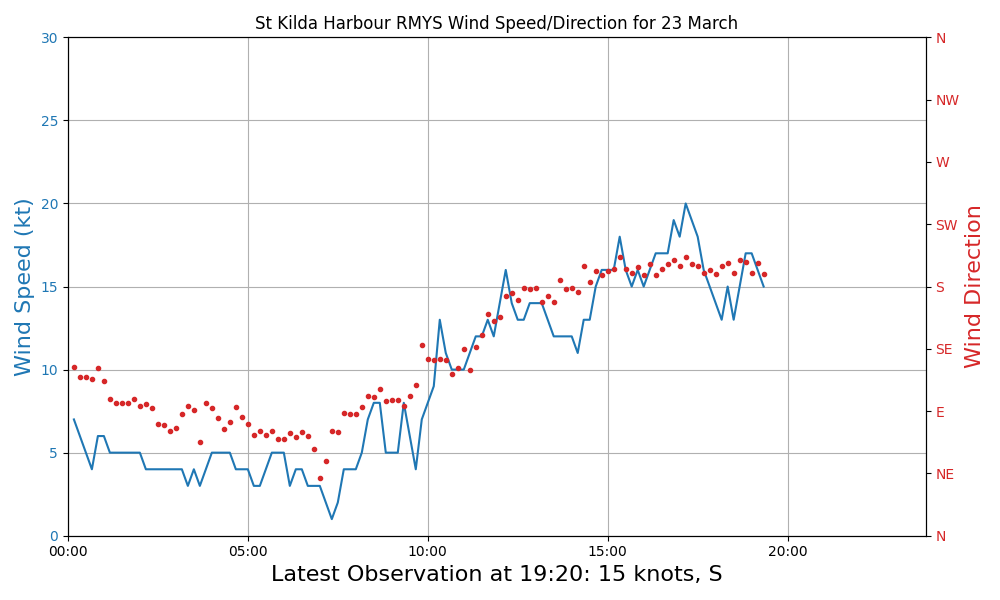 St Kilda Harbour RMYS Wind Speed/Direction for 23 March
30
25
20
15
10
5
0
Wind Speed (kt)
N
NW
W
SW
S
SE
E
NE
N
Wind Direction
00:00
05:00
10:00
15:00
20:00
Latest Observation at 19:20: 15 knots, S